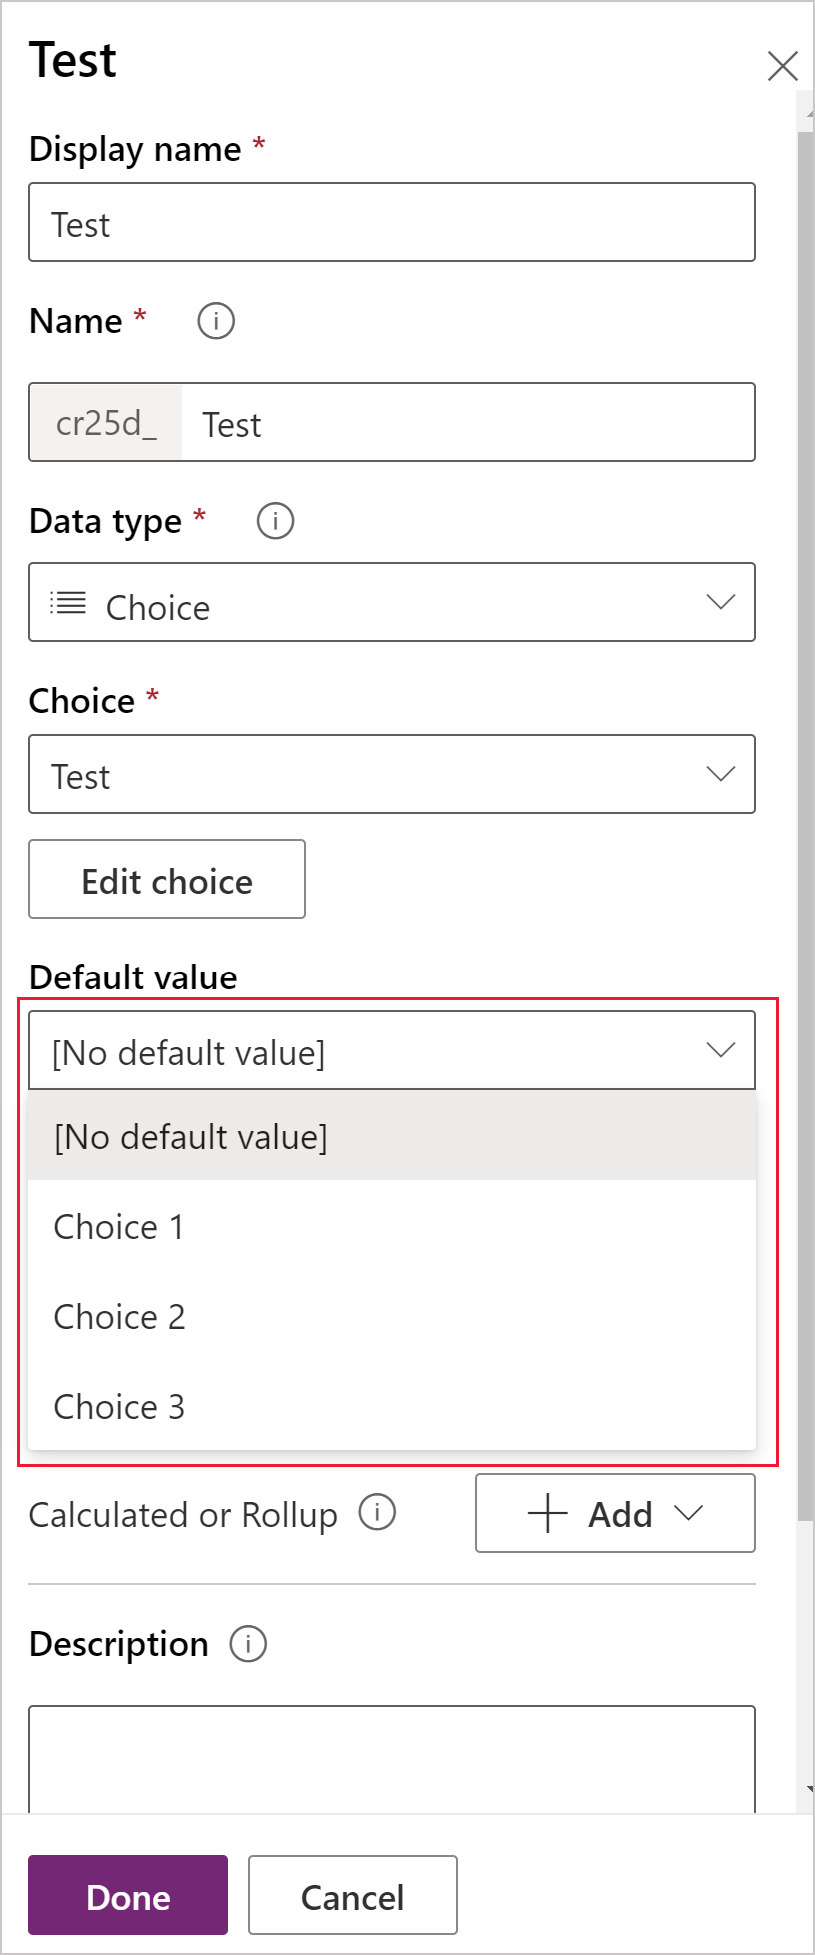 Test
Display name *
Test
Name *
cr25d_ Test
Data type *
Choice
Choice *
Test
Edit choice
Default value
[No default value]
[No default value]
Choice 1
Choice 2
Choice 3
Calculated or Rollup
Add
Description
Done Cancel